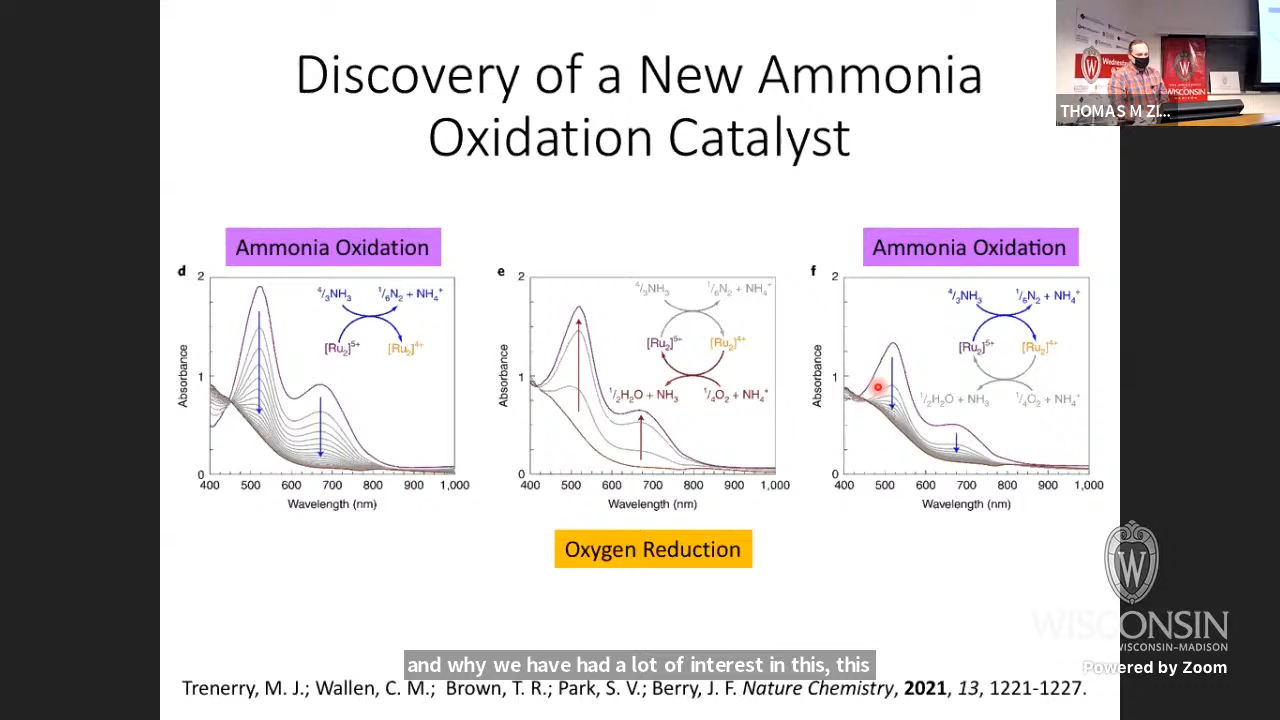 Discovery of a New Ammonia
Oxidation Catalyst
THOMAS M ZI...
Wednesda
WISCONSIN
Ammonia Oxidation
Ammonia Oxidation
d
2
1
0
Absorbance
4/3NH3
1/6N2 + NH4+
[Ru2]5+
[Ru2]4+
400 500 600 700 800 900 1,000
Wavelength (nm)
e
2
1
0
Absorbance
4/3NH3
1/6N2 + NH4+
[Ru2]5+
[Ru2]4+
1/2H2O + NH3
1/4O2 + NH4+
400 500 600 700 800 900 1,000
Wavelength (nm)
f
2
1
0
Absorbance
4/3NH3
1/6N2 + NH4+
[Ru2]5+
[Ru2]4+
1/2H2O + NH3
1/4O2 + NH4+
400 500 600 700 800 900 1,000
Wavelength (nm)
Oxygen Reduction
W
WISCONSIN
WISCONSIN–MADISON
Powered by Zoom
and why we have had a lot of interest in this, this
Trenerry, M. J.; Wallen, C. M.; Brown, T. R.; Park, S. V.; Berry, J. F. Nature Chemistry, 2021, 13, 1221-1227.